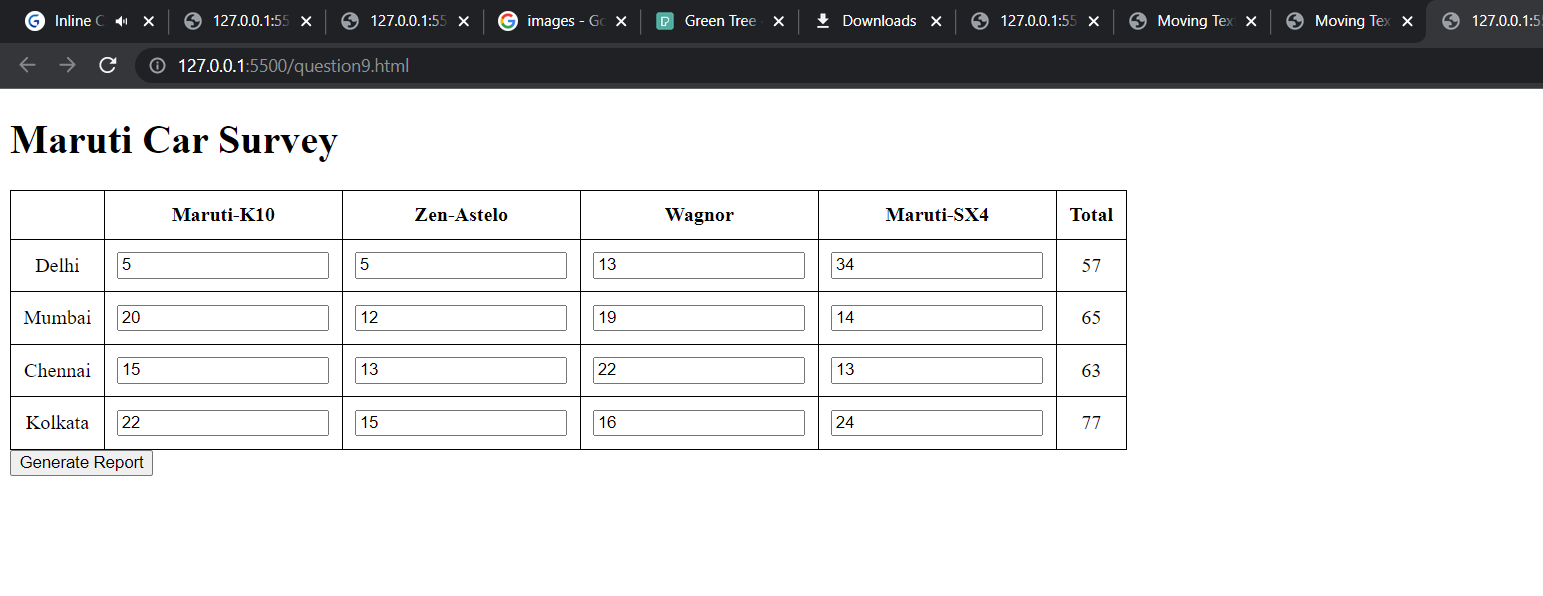 Inline C 127.0.0.1:55 127.0.0.1:55 images - Go Green Tree Downloads 127.0.0.1:55 Moving Tex Moving Tex 127.0.0.1:5
127.0.0.1:5500/question9.html
Maruti Car Survey
Maruti-K10 Zen-Astelo Wagnor Maruti-SX4 Total
Delhi 5 5 13 34 57
Mumbai 20 12 19 14 65
Chennai 15 13 22 13 63
Kolkata 22 15 16 24 77
Generate Report